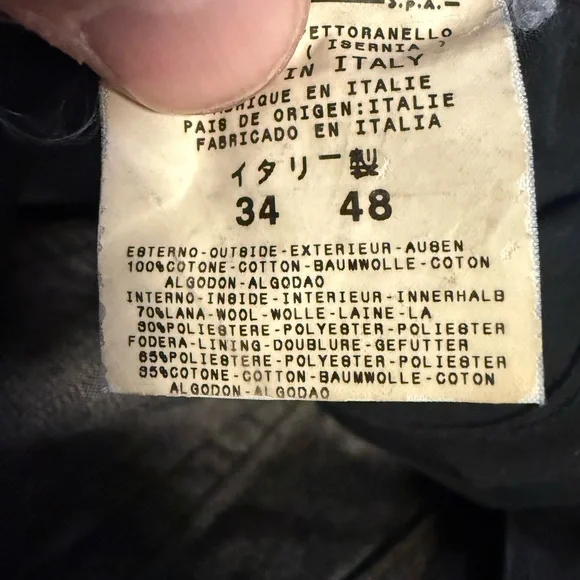 S.P.A.-
ETTORANELLO
( ISERNIA )
IN ITALY
RIQUE EN ITALIE
PAIS DE ORIGEN:ITALIE
FABRICADO EN ITALIA
イタリー製
34 48
ESTERNO-OUTSIDE-EXTERIEUR-AUBEN
100%COTONE-COTTON-BAUMWOLLE-COTON
ALGODON-ALGODAO
INTERNO-INSIDE-INTERIEUR-INNERHALB
70%LANA-WOOL-WOLLE-LAINE-LA
30%POLIESTERE-POLYESTER-POLIESTER
FODERA-LINING-DOUBLURE-GEFUTTER
65%POLIESTERE-POLYESTER-POLIESTER
35%COTONE-COTTON-BAUMWOLLE-COTON
ALGODON-ALGODAO